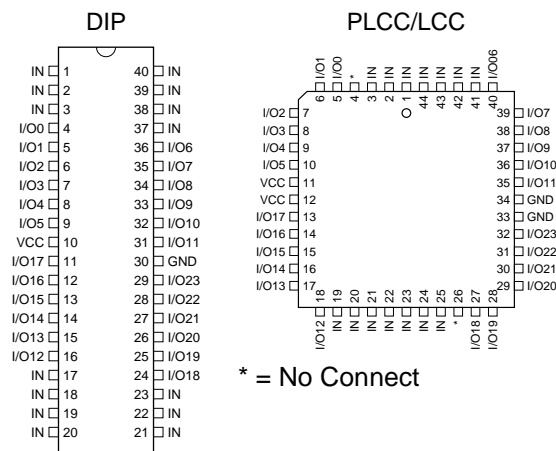 DIP
IN 1 40 IN
IN 2 39 IN
IN 3 38 IN
I/O0 4 37 IN
I/O1 5 36 I/O6
I/O2 6 35 I/O7
I/O3 7 34 I/O8
I/O4 8 33 I/O9
I/O5 9 32 I/O10
VCC 10 31 I/O11
I/O17 11 30 GND
I/O16 12 29 I/O23
I/O15 13 28 I/O22
I/O14 14 27 I/O21
I/O13 15 26 I/O20
I/O12 16 25 I/O19
IN 17 24 I/O18
IN 18 23 IN
IN 19 22 IN
IN 20 21 IN
PLCC/LCC
I/O1 I/O0 * IN IN IN IN IN IN IN I/O06
6 5 4 3 2 1 44 43 42 41 40
I/O2 7 39 I/O7
I/O3 8 38 I/O8
I/O4 9 37 I/O9
I/O5 10 36 I/O10
VCC 11 35 I/O11
VCC 12 34 GND
I/O17 13 33 GND
I/O16 14 32 I/O23
I/O15 15 31 I/O22
I/O14 16 30 I/O21
I/O13 17 29 I/O20
18 19 20 21 22 23 24 25 26 27 28
I/O12 IN IN IN IN IN IN IN * I/O18 I/O19
* = No Connect